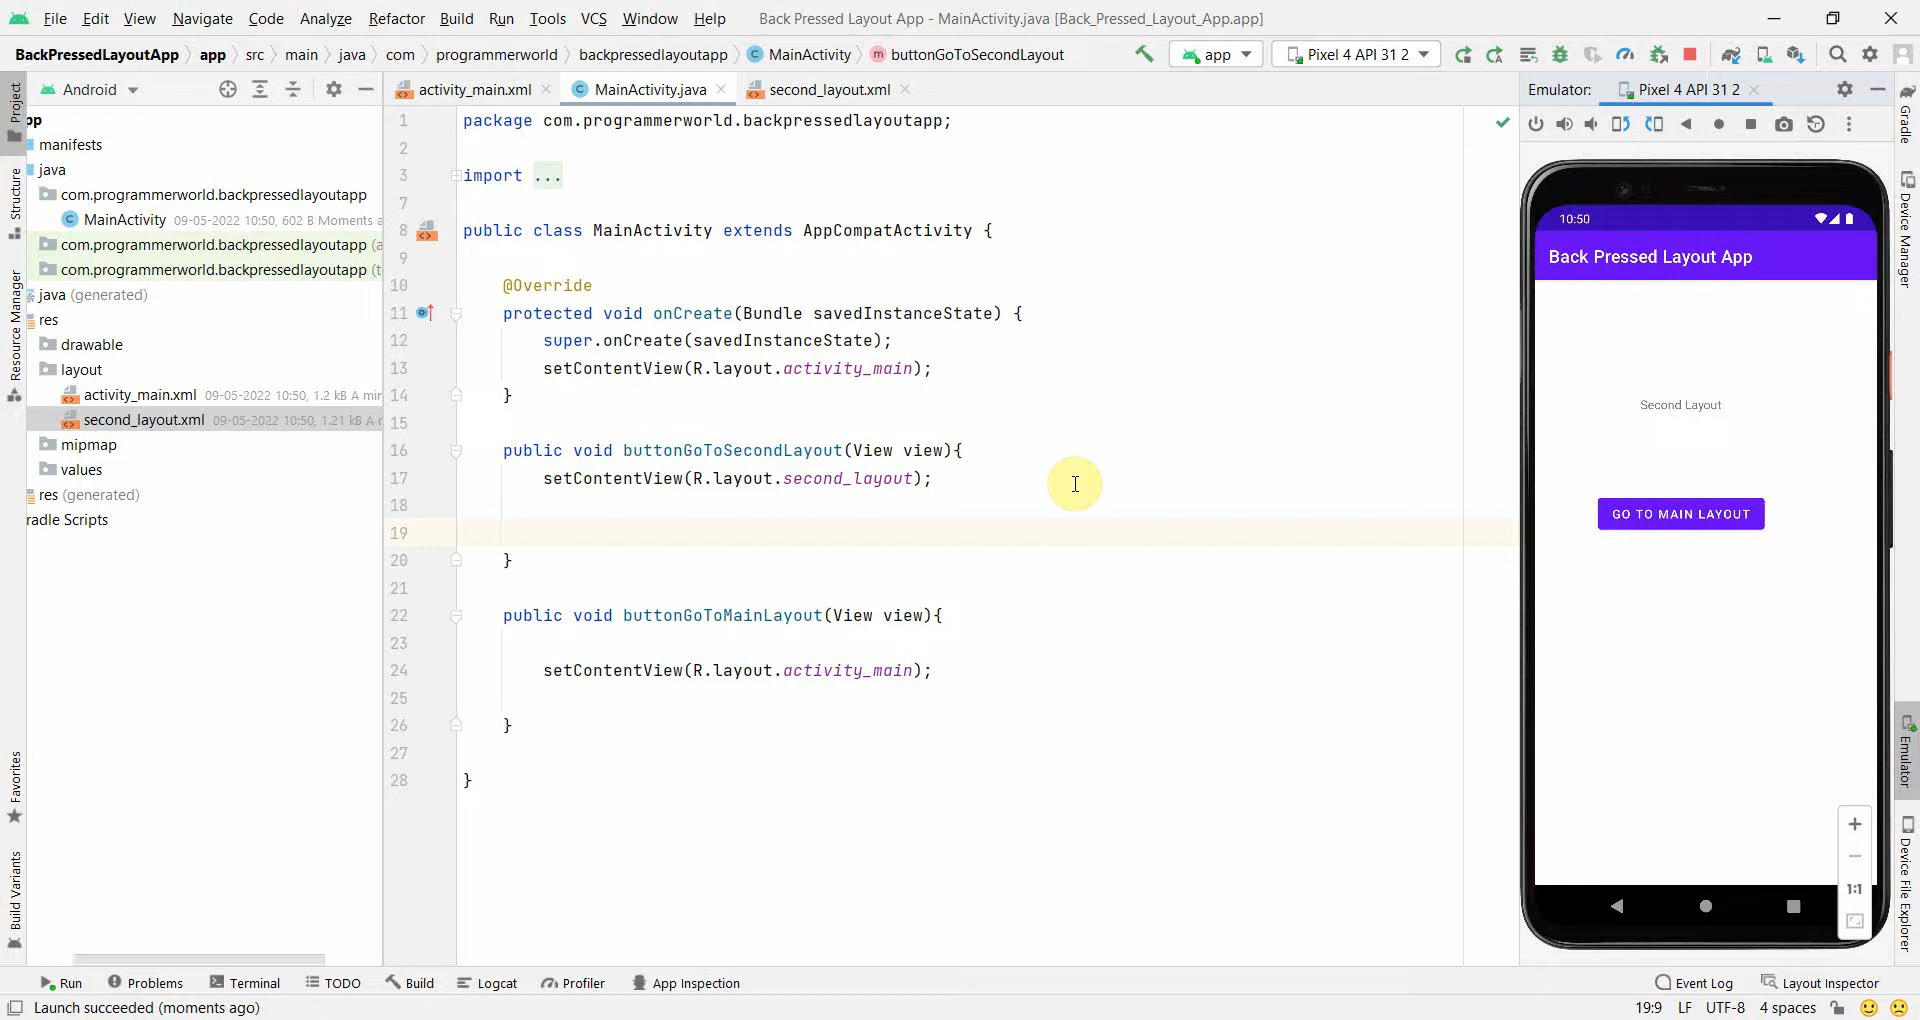 File Edit View Navigate Code Analyze Refactor Build Run Tools VCS Window Help Back Pressed Layout App - MainActivity.java [Back_Pressed_Layout_App.app]
BackPressedLayoutApp app src main java com programmerworld backpressedlayoutapp MainActivity buttonGoToSecondLayout app Pixel 4 API 31 2
Android activity_main.xml MainActivity.java second_layout.xml Emulator: Pixel 4 API 31 2
Project
Structure
Resource Manager
Favorites
Build Variants
pp
manifests
java
com.programmerworld.backpressedlayoutapp
MainActivity 09-05-2022 10:50, 602 B Moments a
com.programmerworld.backpressedlayoutapp (a
com.programmerworld.backpressedlayoutapp (t
java (generated)
res
drawable
layout
activity_main.xml 09-05-2022 10:50, 1.2 kB A min
second_layout.xml 09-05-2022 10:50, 1.21 kB A
mipmap
values
res (generated)
radle Scripts
1 package com.programmerworld.backpressedlayoutapp;
2
3 import ...
7
8 public class MainActivity extends AppCompatActivity {
9
10 @Override
11 protected void onCreate(Bundle savedInstanceState) {
12 super.onCreate(savedInstanceState);
13 setContentView(R.layout.activity_main);
14 }
15
16 public void buttonGoToSecondLayout(View view){
17 setContentView(R.layout.second_layout);
18
19
20 }
21
22 public void buttonGoToMainLayout(View view){
23
24 setContentView(R.layout.activity_main);
25
26 }
27
28 }
10:50
Back Pressed Layout App
Second Layout
GO TO MAIN LAYOUT
1:1
Gradle
Device Manager
Emulator
Device File Explorer
Run Problems Terminal TODO Build Logcat Profiler App Inspection Event Log Layout Inspector
Launch succeeded (moments ago) 19:9 LF UTF-8 4 spaces